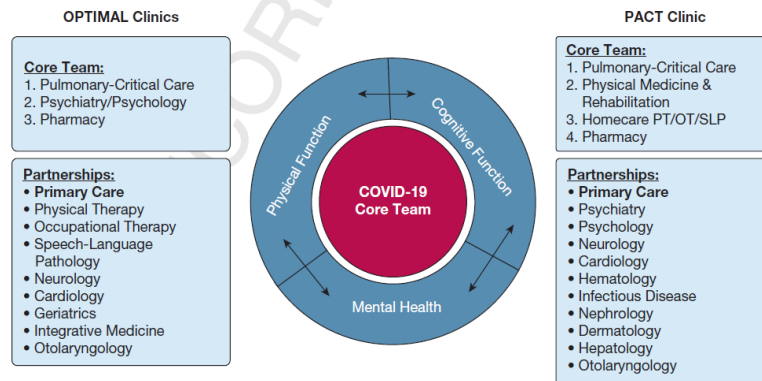 OPTIMAL Clinics
Core Team:
1. Pulmonary-Critical Care
2. Psychiatry/Psychology
3. Pharmacy
Partnerships:
• Primary Care
• Physical Therapy
• Occupational Therapy
• Speech-Language
Pathology
• Neurology
• Cardiology
• Geriatrics
• Integrative Medicine
• Otolaryngology
Physical Function
Cognitive Function
Mental Health
COVID-19
Core Team
PACT Clinic
Core Team:
1. Pulmonary-Critical Care
2. Physical Medicine &
Rehabilitation
3. Homecare PT/OT/SLP
4. Pharmacy
Partnerships:
• Primary Care
• Psychiatry
• Psychology
• Neurology
• Cardiology
• Hematology
• Infectious Disease
• Nephrology
• Dermatology
• Hepatology
• Otolaryngology